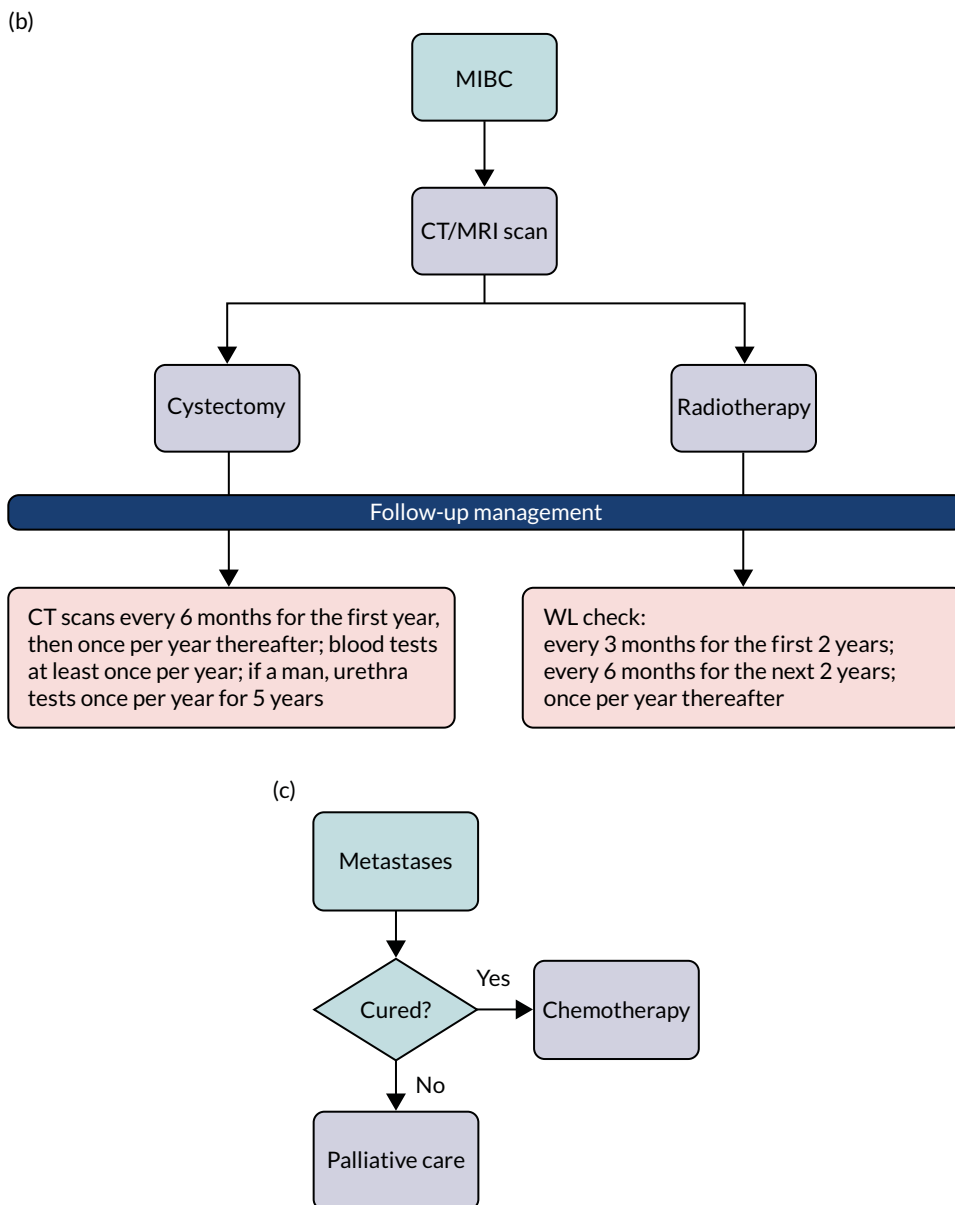 (b)
MIBC
CT/MRI scan
Cystectomy
Radiotherapy
Follow-up management
CT scans every 6 months for the first year,
then once per year thereafter; blood tests
at least once per year; if a man, urethra
tests once per year for 5 years
WL check:
every 3 months for the first 2 years;
every 6 months for the next 2 years;
once per year thereafter
(c)
Metastases
Cured?
Yes
Chemotherapy
No
Palliative care